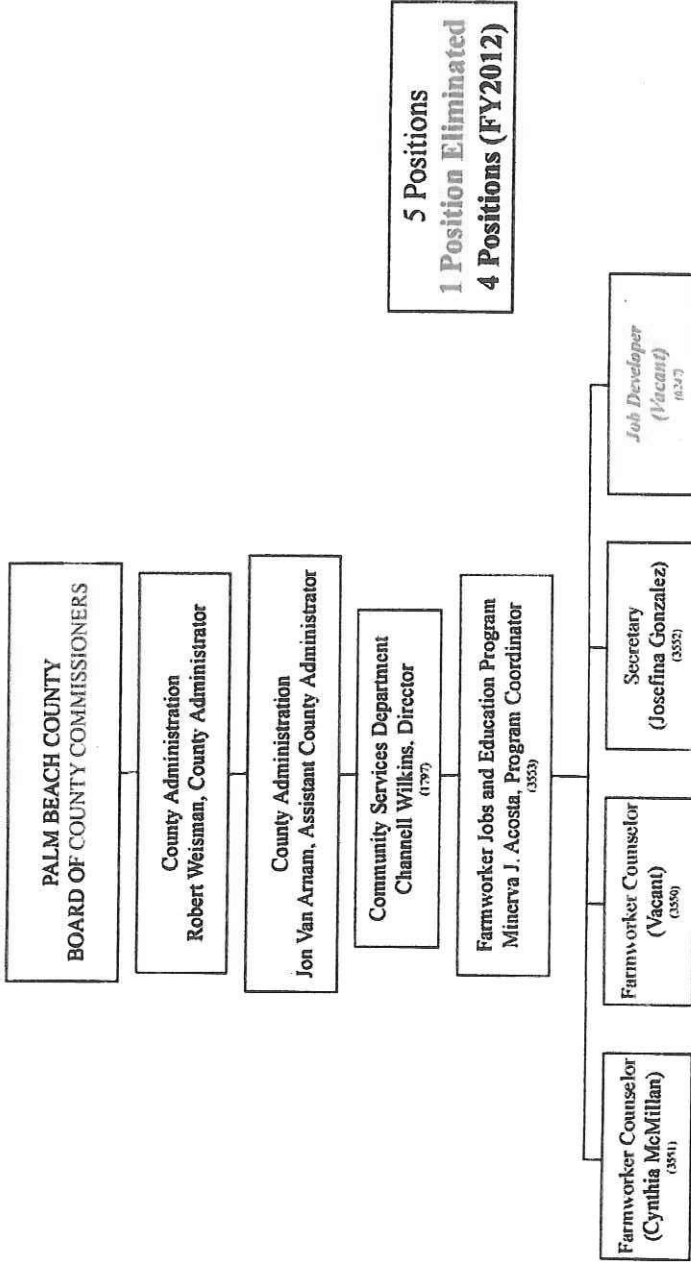 PALM BEACH COUNTY
BOARD OF COUNTY COMMISSIONERS
County Administration
Robert Weisman, County Administrator
County Administration
Jon Van Arnam, Assistant County Administrator
Community Services Department
Channell Wilkins, Director
(1797)
Farmworker Jobs and Education Program
Minerva J. Acosta, Program Coordinator
(3553)
Farmworker Counselor
(Cynthia McMillan)
(3551)
Farmworker Counselor
(Vacant)
(3550)
Secretary
(Josefina Gonzalez)
(3552)
Job Developer
(Vacant)
(6247)
5 Positions
1 Position Eliminated
4 Positions (FY2012)